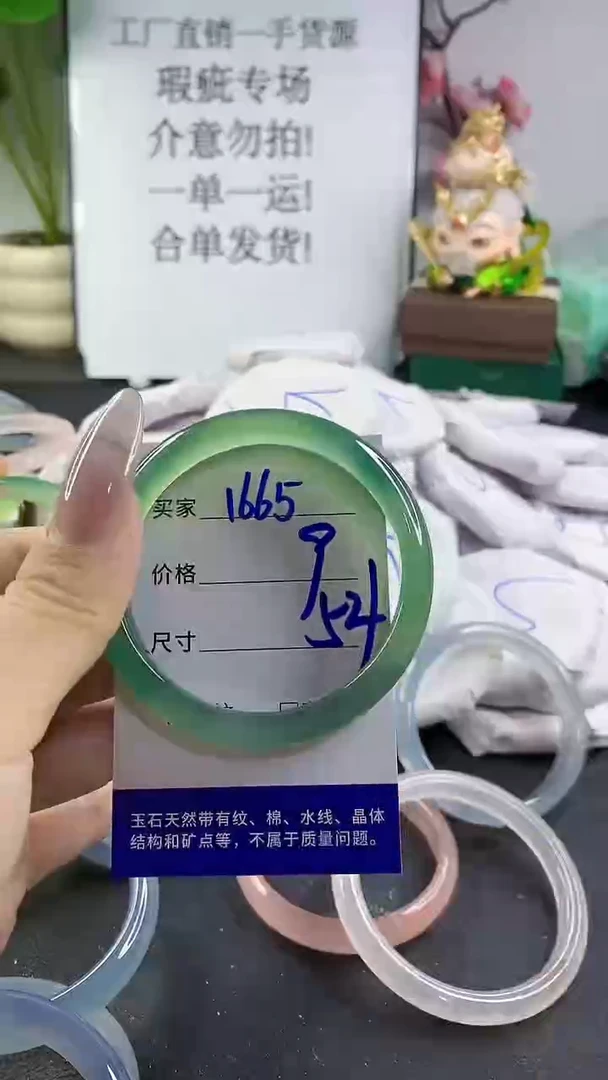 工厂直销一手货源
瑕疵专场
介意勿拍!
一单一运!
合单发货!
买家 1665
价格 9
尺寸 54
玉石天然带有纹、棉、水线、晶体
结构和矿点等，不属于质量问题。